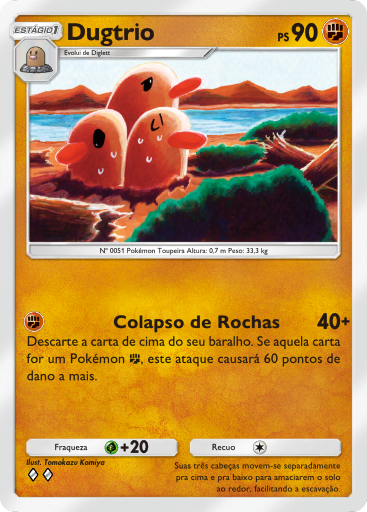 ESTÁGIO 1
Dugtrio
PS 90
Evolui de Diglett
Nº 0051 Pokémon Toupeira Altura: 0,7 m Peso: 33,3 kg
Colapso de Rochas 40+
Descarte a carta de cima do seu baralho. Se aquela carta
for um Pokémon , este ataque causará 60 pontos de
dano a mais.
Fraqueza +20
Recuo
Ilust. Tomokazu Komiya
Suas três cabeças movem-se separadamente
pra cima e pra baixo para amaciarem o solo
ao redor, facilitando a escavação.